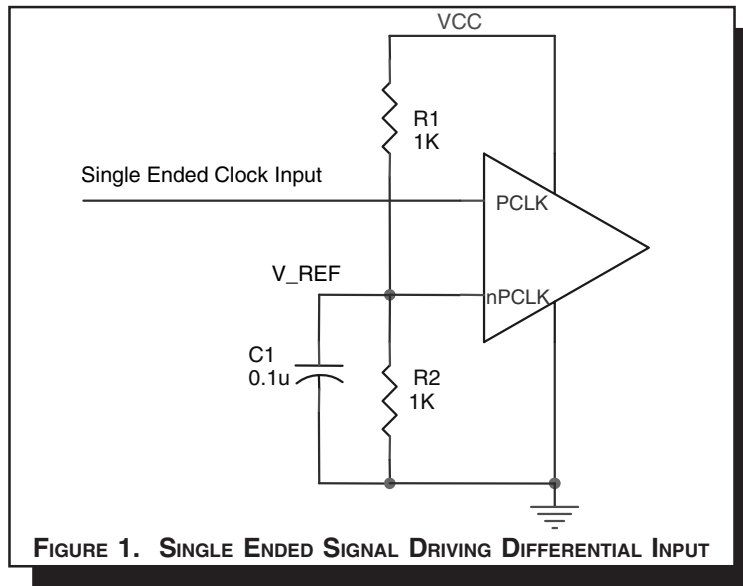 VCC
R1
1K
Single Ended Clock Input
PCLK
V_REF
nPCLK
C1
0.1u
R2
1K
FIGURE 1. SINGLE ENDED SIGNAL DRIVING DIFFERENTIAL INPUT